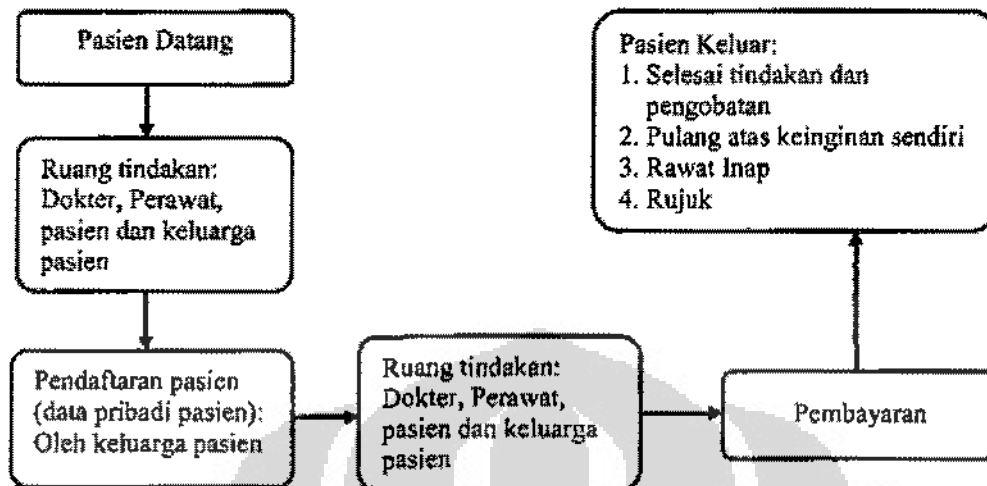 Pasien Datang
Ruang tindakan:
Dokter, Perawat,
pasien dan keluarga
pasien
Pendaftaran pasien
(data pribadi pasien):
Oleh keluarga pasien
Ruang tindakan:
Dokter, Perawat,
pasien dan keluarga
pasien
Pembayaran
Pasien Keluar:
1. Selesai tindakan dan
pengobatan
2. Pulang atas keinginan sendiri
3. Rawat Inap
4. Rujuk